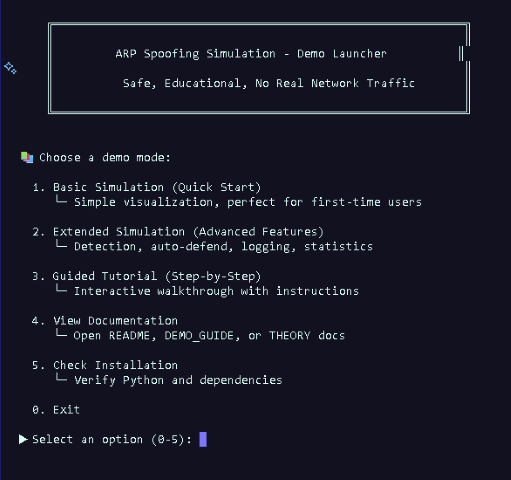 ARP Spoofing Simulation - Demo Launcher
Safe, Educational, No Real Network Traffic
Choose a demo mode:
1. Basic Simulation (Quick Start)
└─ Simple visualization, perfect for first-time users
2. Extended Simulation (Advanced Features)
└─ Detection, auto-defend, logging, statistics
3. Guided Tutorial (Step-by-Step)
└─ Interactive walkthrough with instructions
4. View Documentation
└─ Open README, DEMO_GUIDE, or THEORY docs
5. Check Installation
└─ Verify Python and dependencies
0. Exit
▶ Select an option (0-5):